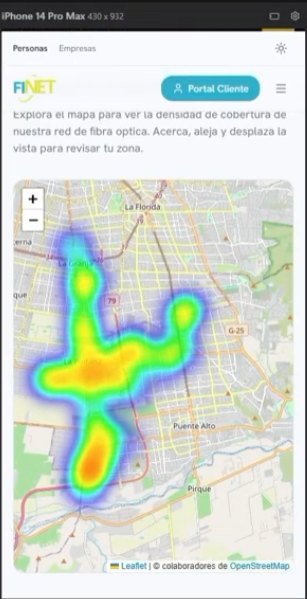 iPhone 14 Pro Max 430 x 932
Personas Empresas
FINET
Portal Cliente
Explora el mapa para ver la densidad de cobertura de
nuestra red de fibra optica. Acerca, aleja y desplaza la
vista para revisar tu zona.
+
−
La Florida
La Granja
79
G-25
Puente Alto
Pirque
Leaflet | © colaboradores de OpenStreetMap